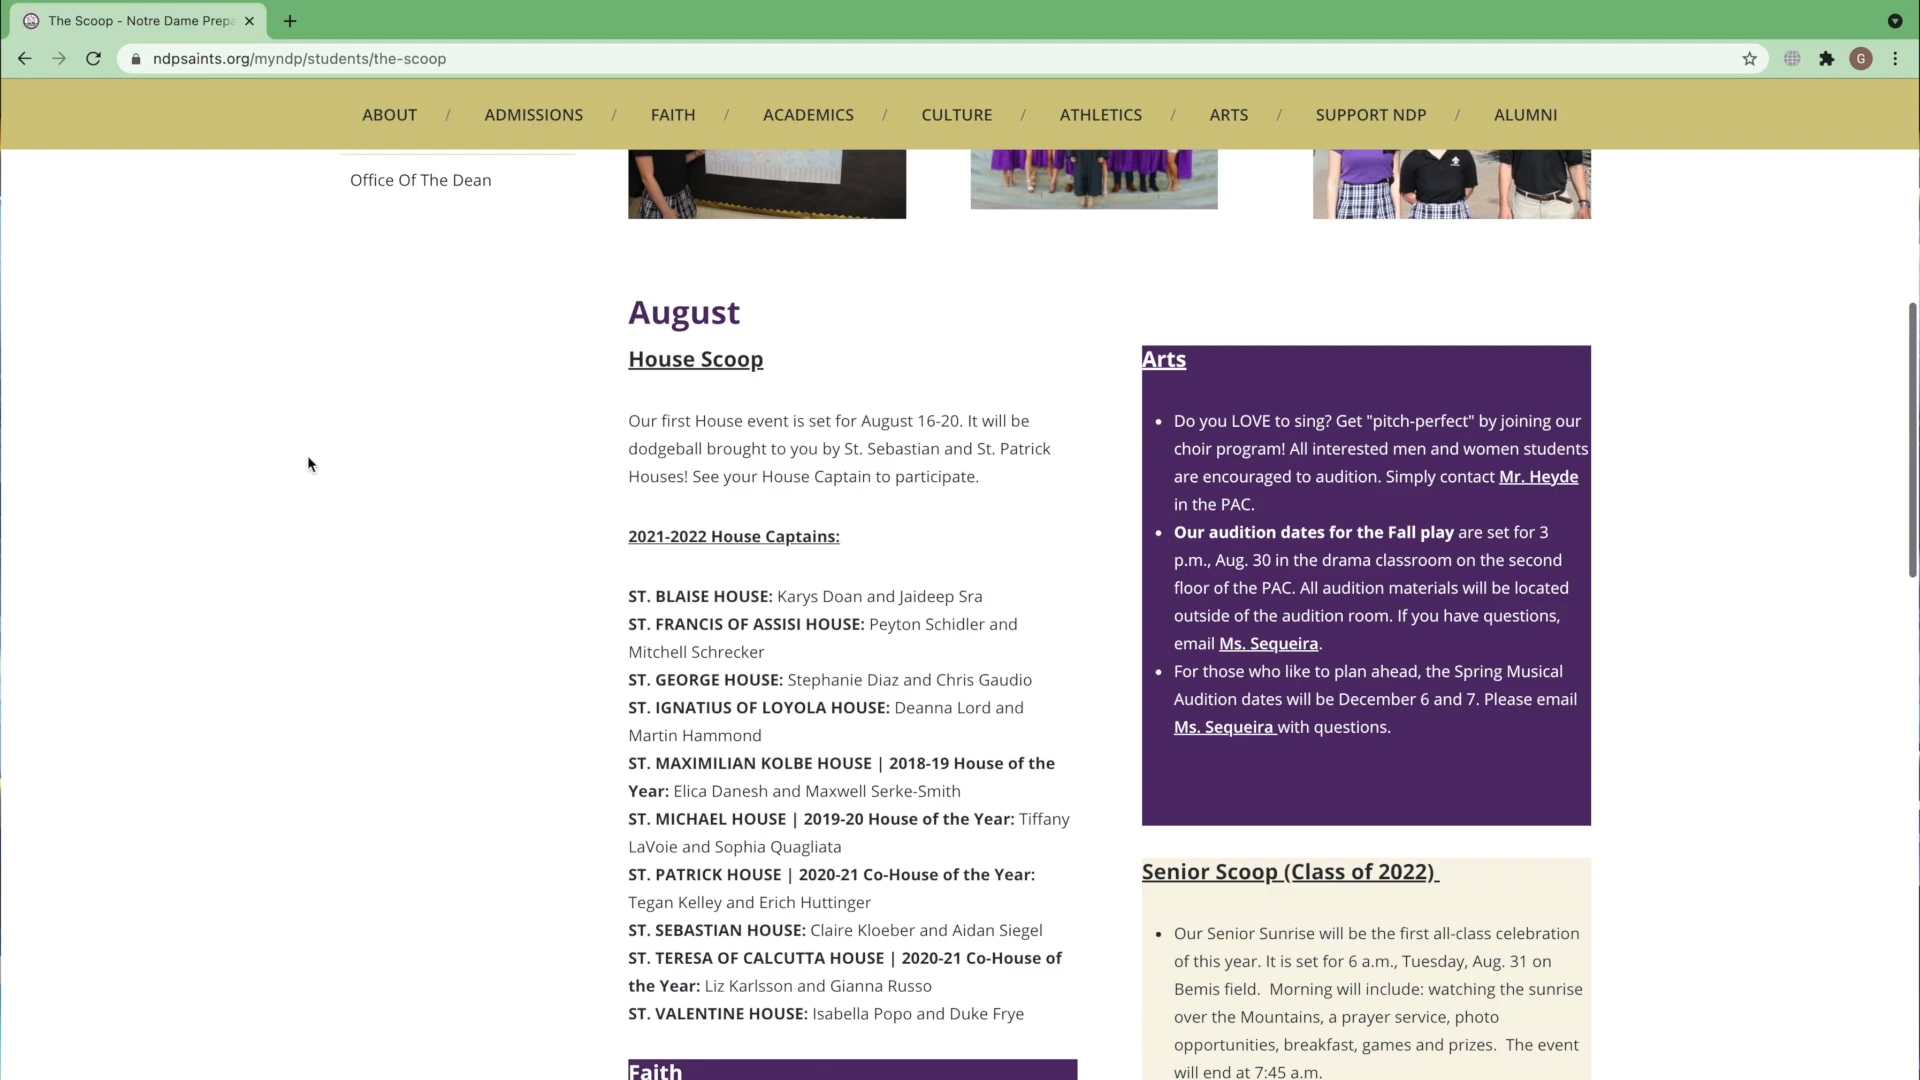 The Scoop - Notre Dame Prepa
ndpsaints.org/myndp/students/the-scoop
G
ABOUT / ADMISSIONS / FAITH / ACADEMICS / CULTURE / ATHLETICS / ARTS / SUPPORT NDP / ALUMNI
Office Of The Dean
August
House Scoop
Our first House event is set for August 16-20. It will be
dodgeball brought to you by St. Sebastian and St. Patrick
Houses! See your House Captain to participate.
2021-2022 House Captains:
ST. BLAISE HOUSE: Karys Doan and Jaideep Sra
ST. FRANCIS OF ASSISI HOUSE: Peyton Schidler and
Mitchell Schrecker
ST. GEORGE HOUSE: Stephanie Diaz and Chris Gaudio
ST. IGNATIUS OF LOYOLA HOUSE: Deanna Lord and
Martin Hammond
ST. MAXIMILIAN KOLBE HOUSE | 2018-19 House of the
Year: Elica Danesh and Maxwell Serke-Smith
ST. MICHAEL HOUSE | 2019-20 House of the Year: Tiffany
LaVoie and Sophia Quagliata
ST. PATRICK HOUSE | 2020-21 Co-House of the Year:
Tegan Kelley and Erich Huttinger
ST. SEBASTIAN HOUSE: Claire Kloeber and Aidan Siegel
ST. TERESA OF CALCUTTA HOUSE | 2020-21 Co-House of
the Year: Liz Karlsson and Gianna Russo
ST. VALENTINE HOUSE: Isabella Popo and Duke Frye
Faith
Arts
• Do you LOVE to sing? Get "pitch-perfect" by joining our
choir program! All interested men and women students
are encouraged to audition. Simply contact Mr. Heyde
in the PAC.
• Our audition dates for the Fall play are set for 3
p.m., Aug. 30 in the drama classroom on the second
floor of the PAC. All audition materials will be located
outside of the audition room. If you have questions,
email Ms. Sequeira.
• For those who like to plan ahead, the Spring Musical
Audition dates will be December 6 and 7. Please email
Ms. Sequeira with questions.
Senior Scoop (Class of 2022)
• Our Senior Sunrise will be the first all-class celebration
of this year. It is set for 6 a.m., Tuesday, Aug. 31 on
Bemis field. Morning will include: watching the sunrise
over the Mountains, a prayer service, photo
opportunities, breakfast, games and prizes. The event
will end at 7:45 a.m.